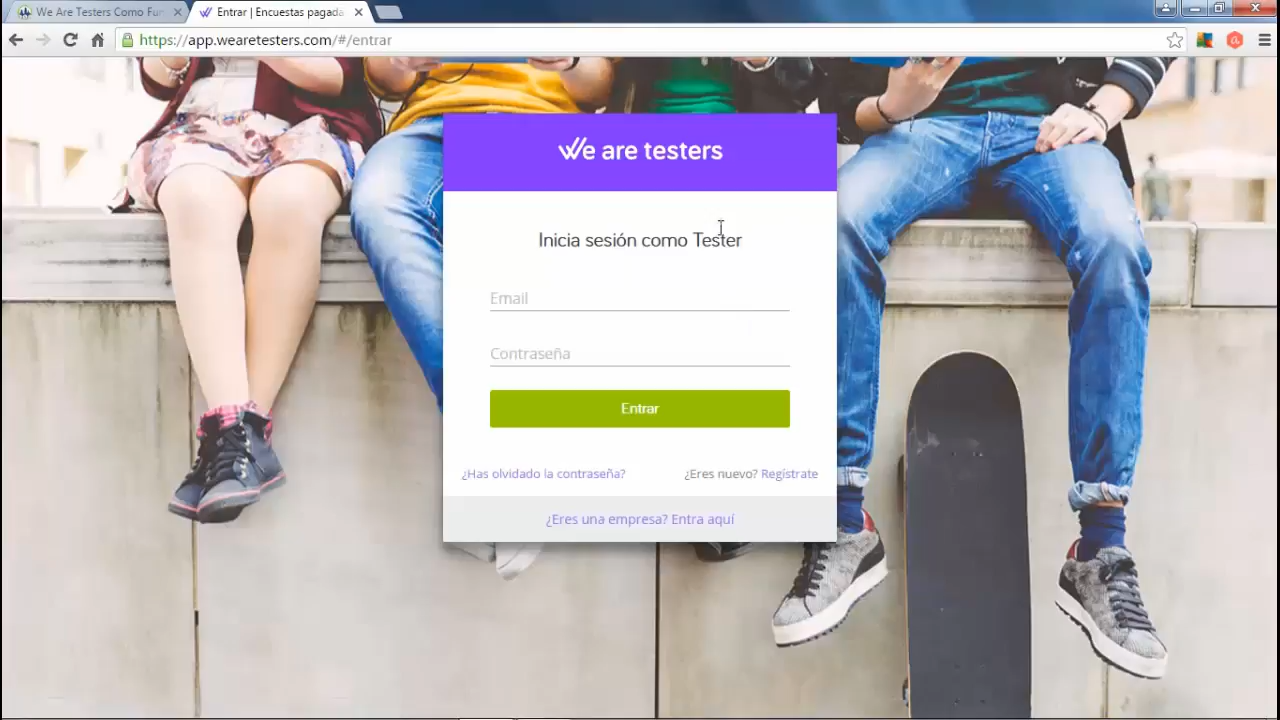 We Are Testers Como Fun
Entrar | Encuestas pagada
https://app.wearetesters.com/#/entrar
We are testers
Inicia sesión como Tester
Email
Contraseña
Entrar
¿Has olvidado la contraseña?
¿Eres nuevo? Regístrate
¿Eres una empresa? Entra aquí